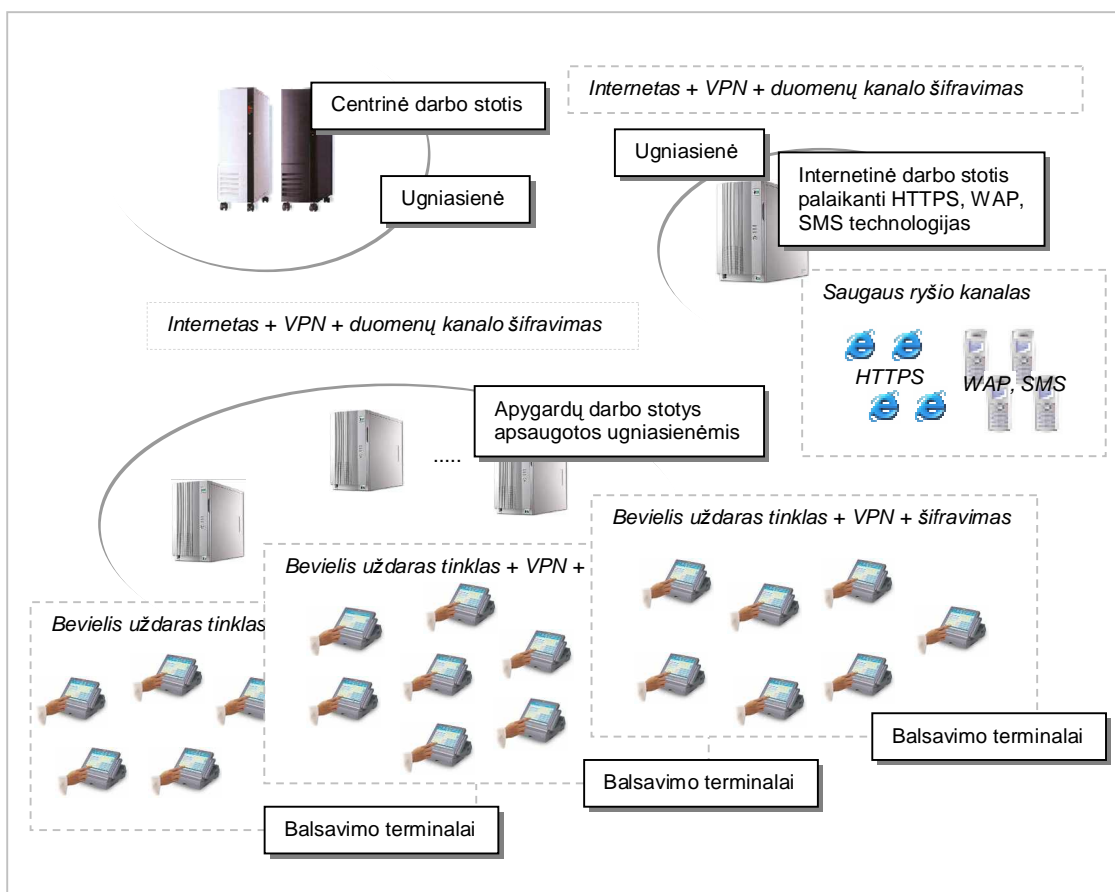 Centrinė darbo stotis
Internetas + VPN + duomenų kanalo šifravimas
Ugniasienė
Ugniasienė
Internetinė darbo stotis
palaikanti HTTPS, WAP,
SMS technologijas
Saugaus ryšio kanalas
Internetas + VPN + duomenų kanalo šifravimas
HTTPS
WAP, SMS
Apygardų darbo stotys
apsaugotos ugniasienėmis
.....
Bevielis uždaras tinklas + VPN + šifravimas
Bevielis uždaras tinklas + VPN +
Bevielis uždaras tinklas
Balsavimo terminalai
Balsavimo terminalai
Balsavimo terminalai